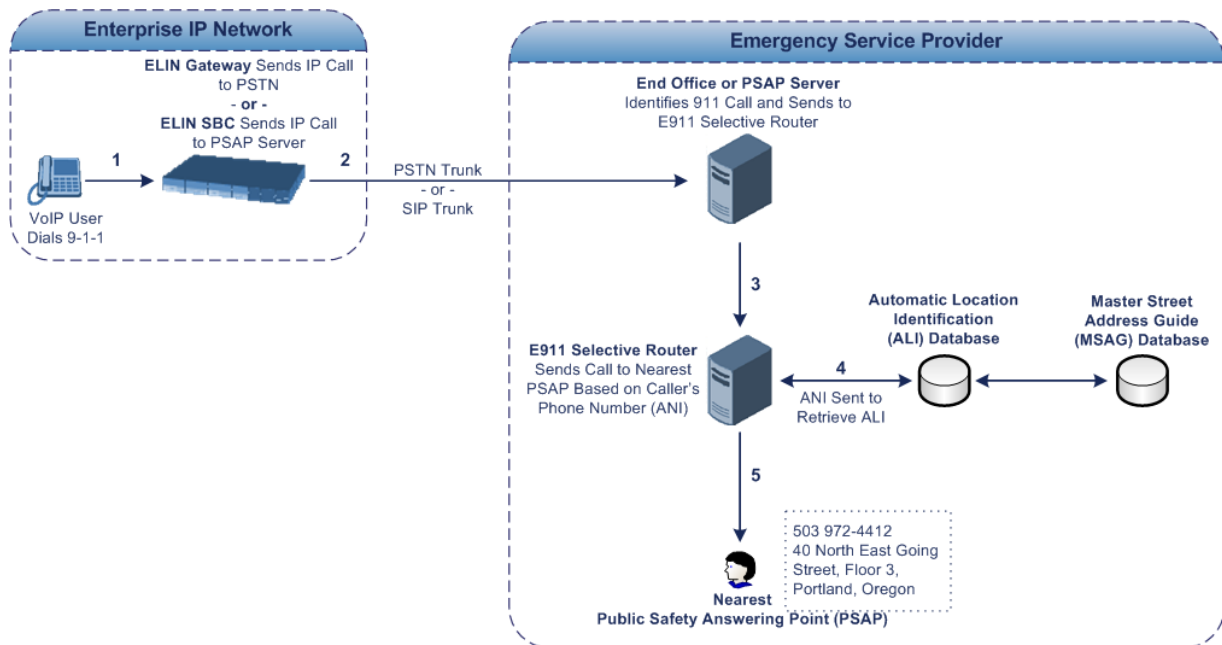 Enterprise IP Network
ELIN Gateway Sends IP Call
to PSTN
- or -
ELIN SBC Sends IP Call
to PSAP Server
1
2
VoIP User
Dials 9-1-1
PSTN Trunk
- or -
SIP Trunk
Emergency Service Provider
End Office or PSAP Server
Identifies 911 Call and Sends to
E911 Selective Router
3
E911 Selective Router
Sends Call to Nearest
PSAP Based on Caller's
Phone Number (ANI)
4
ANI Sent to
Retrieve ALI
Automatic Location
Identification
(ALI) Database
Master Street
Address Guide
(MSAG) Database
5
503 972-4412
40 North East Going
Street, Floor 3,
Portland, Oregon
Nearest
Public Safety Answering Point (PSAP)